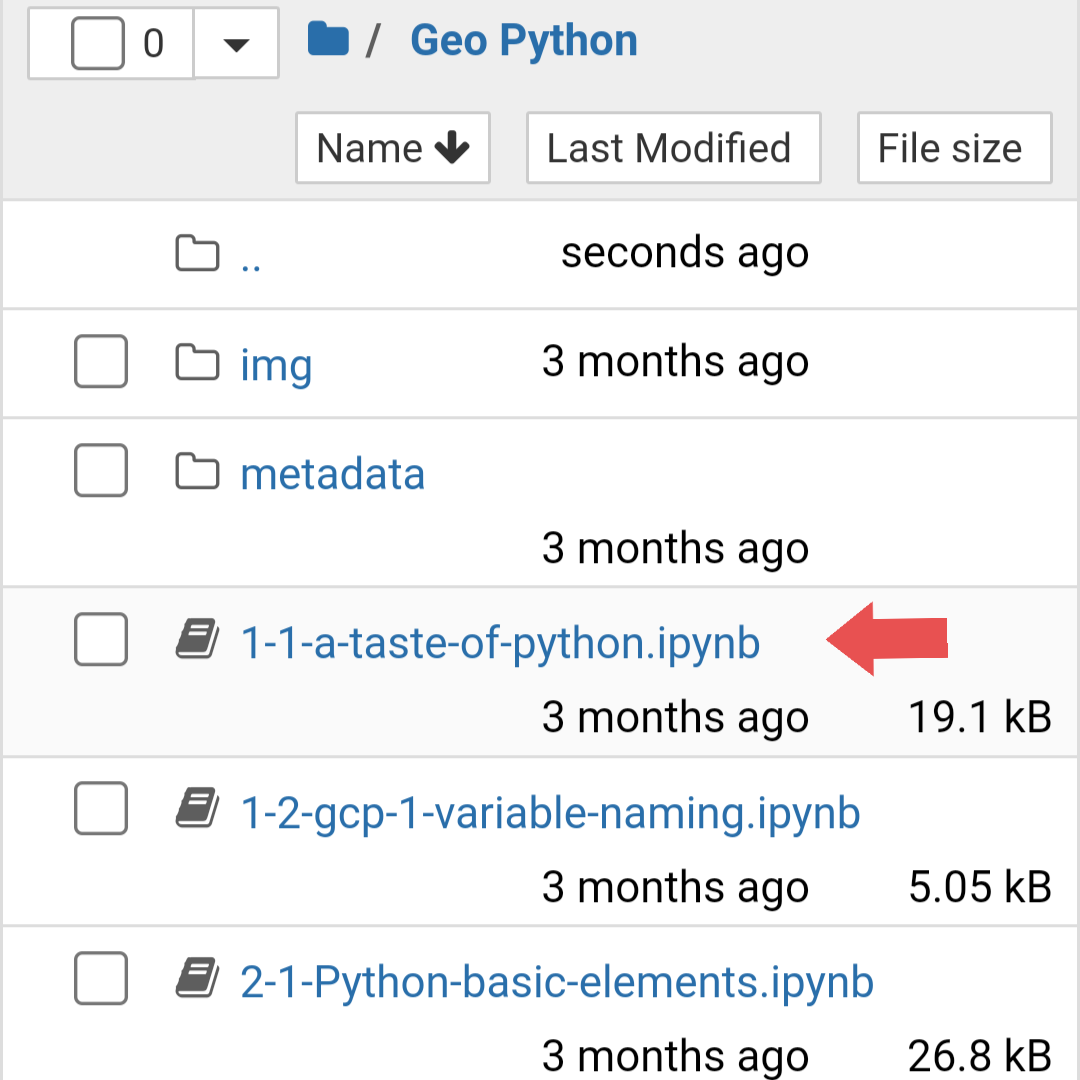 0 / Geo Python
Name Last Modified File size
.. seconds ago
img 3 months ago
metadata
3 months ago
1-1-a-taste-of-python.ipynb
3 months ago 19.1 kB
1-2-gcp-1-variable-naming.ipynb
3 months ago 5.05 kB
2-1-Python-basic-elements.ipynb
3 months ago 26.8 kB